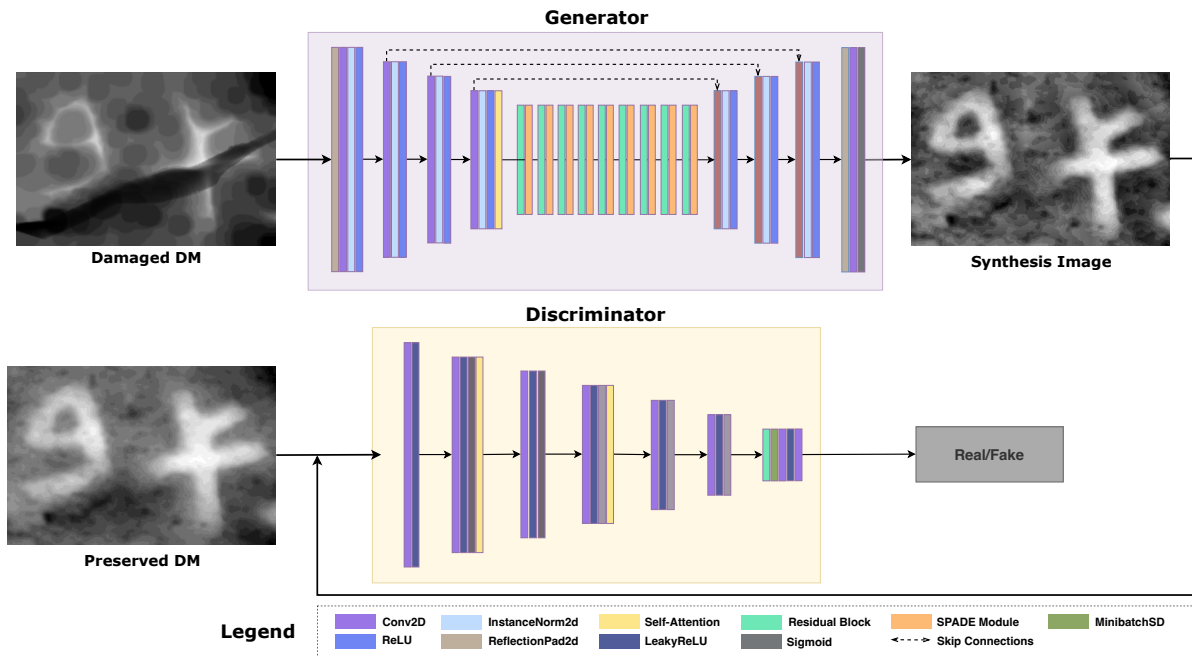 Generator
Damaged DM
Synthesis Image
Discriminator
Preserved DM
Real/Fake
Legend
Conv2D InstanceNorm2d Self-Attention Residual Block SPADE Module MinibatchSD
ReLU ReflectionPad2d LeakyReLU Sigmoid Skip Connections